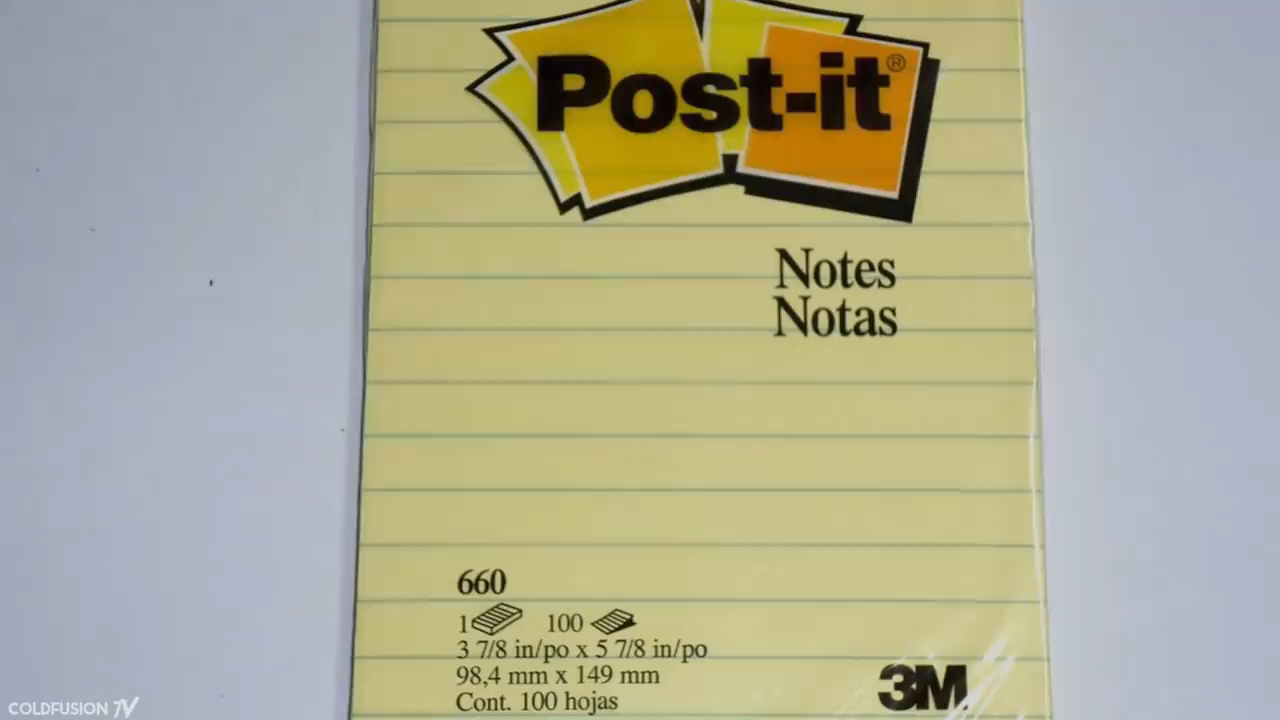 Post-it®
Notes
Notas
660
1 100
3 7/8 in/po x 5 7/8 in/po
98,4 mm x 149 mm
Cont. 100 hojas
3M
COLDFUSION TV